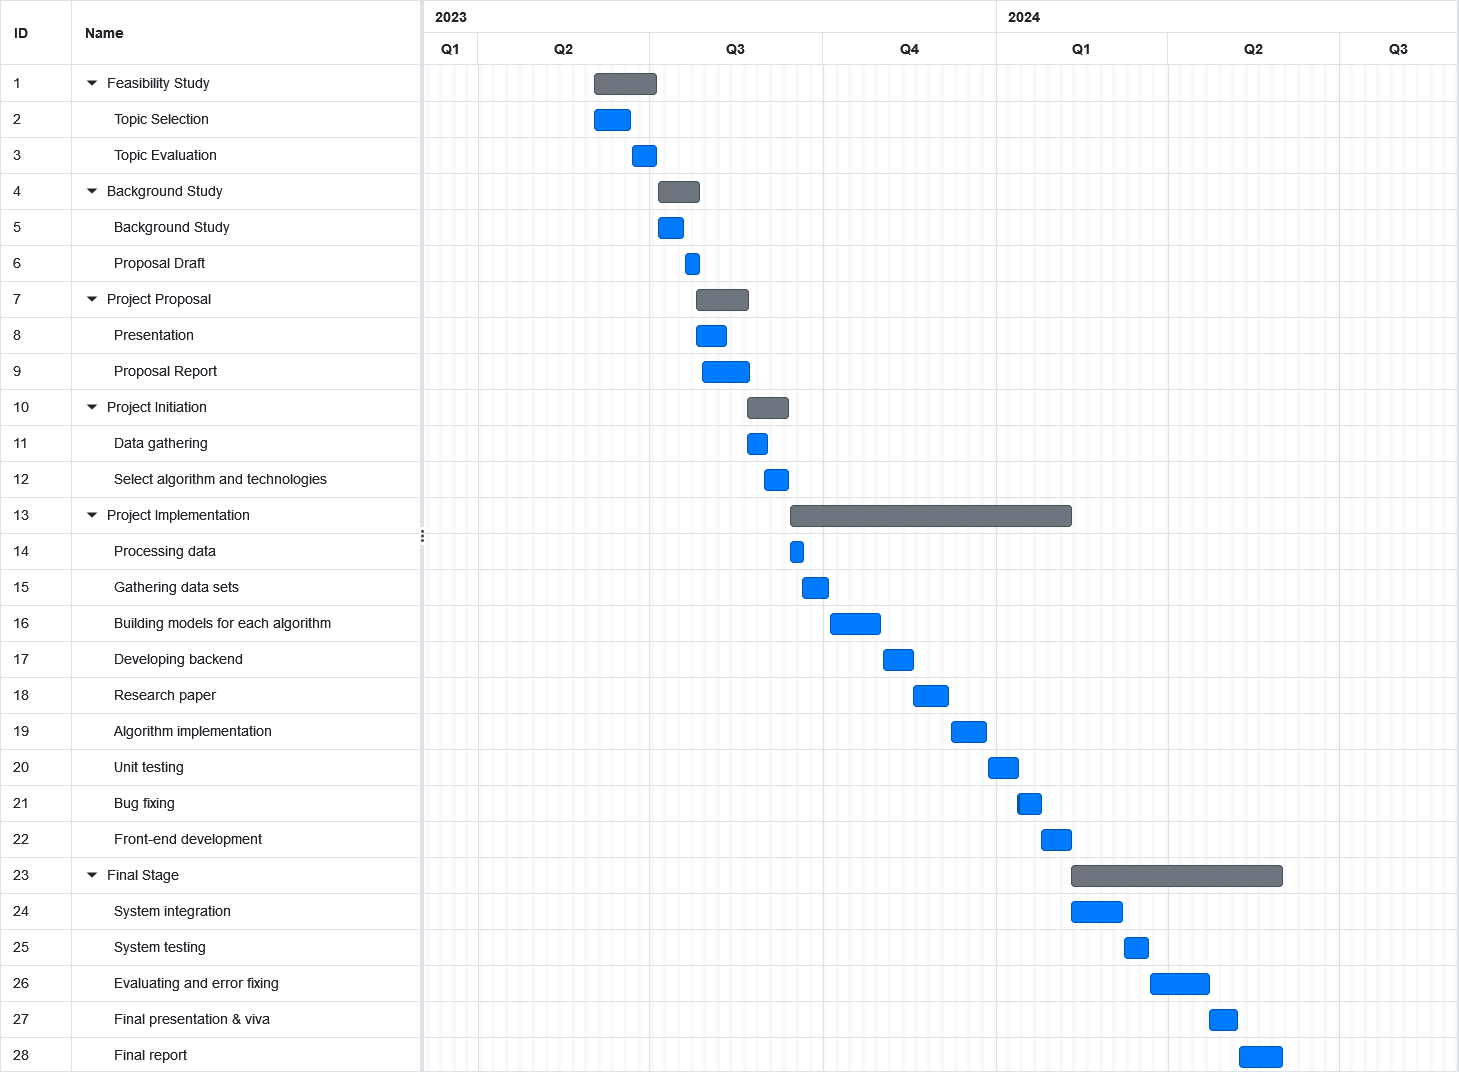 ID Name 2023 2024
Q1 Q2 Q3 Q4 Q1 Q2 Q3
1 Feasibility Study
2 Topic Selection
3 Topic Evaluation
4 Background Study
5 Background Study
6 Proposal Draft
7 Project Proposal
8 Presentation
9 Proposal Report
10 Project Initiation
11 Data gathering
12 Select algorithm and technologies
13 Project Implementation
14 Processing data
15 Gathering data sets
16 Building models for each algorithm
17 Developing backend
18 Research paper
19 Algorithm implementation
20 Unit testing
21 Bug fixing
22 Front-end development
23 Final Stage
24 System integration
25 System testing
26 Evaluating and error fixing
27 Final presentation & viva
28 Final report